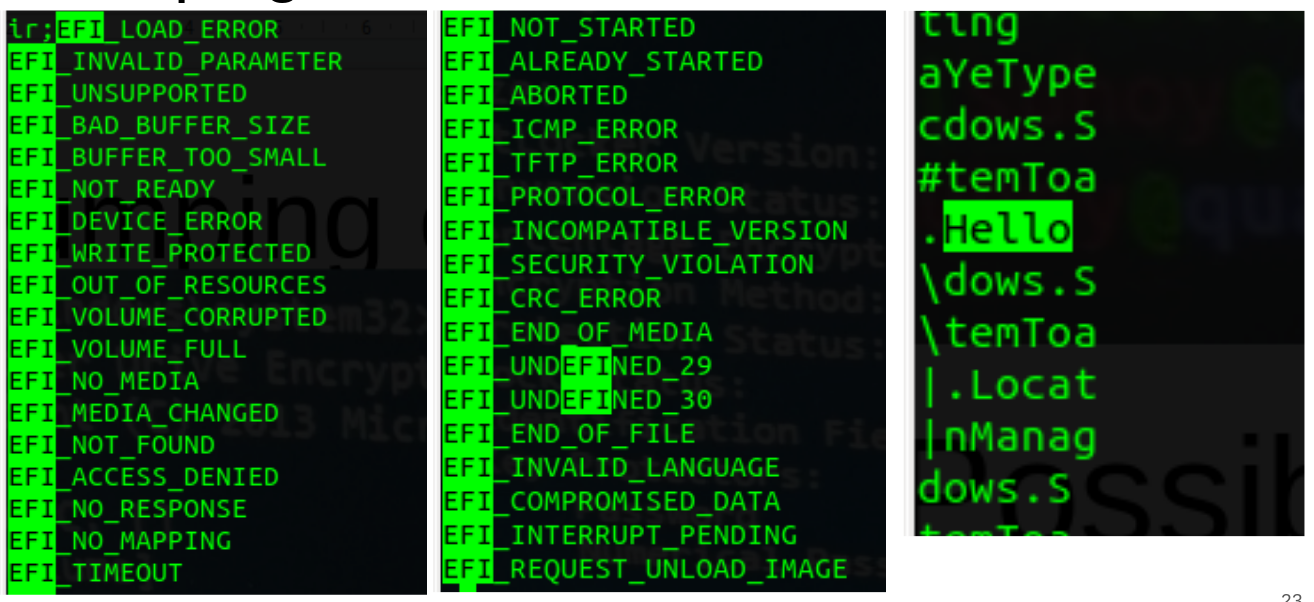 ir;EFI_LOAD_ERROR
EFI_INVALID_PARAMETER
EFI_UNSUPPORTED
EFI_BAD_BUFFER_SIZE
EFI_BUFFER_TOO_SMALL
EFI_NOT_READY
EFI_DEVICE_ERROR
EFI_WRITE_PROTECTED
EFI_OUT_OF_RESOURCES
EFI_VOLUME_CORRUPTED
EFI_VOLUME_FULL
EFI_NO_MEDIA
EFI_MEDIA_CHANGED
EFI_NOT_FOUND
EFI_ACCESS_DENIED
EFI_NO_RESPONSE
EFI_NO_MAPPING
EFI_TIMEOUT
EFI_NOT_STARTED
EFI_ALREADY_STARTED
EFI_ABORTED
EFI_ICMP_ERROR
EFI_TFTP_ERROR
EFI_PROTOCOL_ERROR
EFI_INCOMPATIBLE_VERSION
EFI_SECURITY_VIOLATION
EFI_CRC_ERROR
EFI_END_OF_MEDIA
EFI_UNDEFINED_29
EFI_UNDEFINED_30
EFI_END_OF_FILE
EFI_INVALID_LANGUAGE
EFI_COMPROMISED_DATA
EFI_INTERRUPT_PENDING
EFI_REQUEST_UNLOAD_IMAGE
ting
aYeType
cdows.S
#temToa
.Hello
\dows.S
\temToa
|.Locat
|nManag
dows.S
23